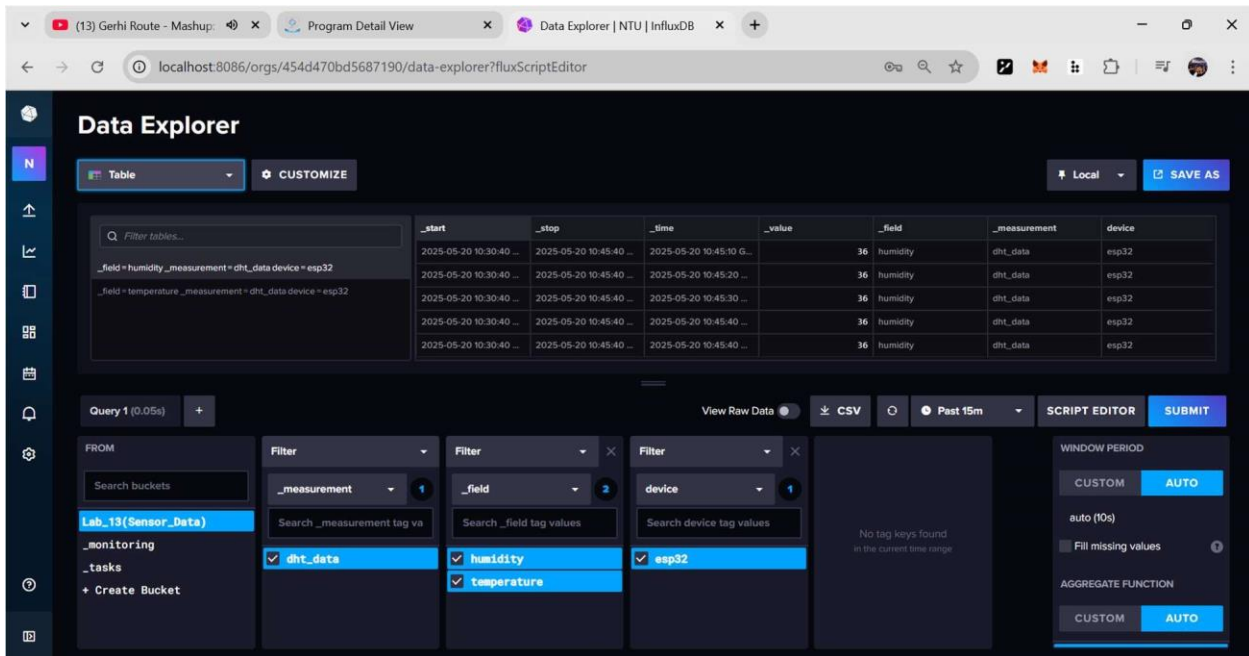 (13) Gerhi Route - Mashup:
Program Detail View
Data Explorer | NTU | InfluxDB
localhost:8086/orgs/454d470bd5687190/data-explorer?fluxScriptEditor
Data Explorer
N
Table
CUSTOMIZE
Local
SAVE AS
Filter tables...
_field = humidity _measurement = dht_data device = esp32
_field = temperature _measurement = dht_data device = esp32
_start _stop _time _value _field _measurement device
2025-05-20 10:30:40 ... 2025-05-20 10:45:40 ... 2025-05-20 10:45:10 G... 36 humidity dht_data esp32
2025-05-20 10:30:40 ... 2025-05-20 10:45:40 ... 2025-05-20 10:45:20 ... 36 humidity dht_data esp32
2025-05-20 10:30:40 ... 2025-05-20 10:45:40 ... 2025-05-20 10:45:30 ... 36 humidity dht_data esp32
2025-05-20 10:30:40 ... 2025-05-20 10:45:40 ... 2025-05-20 10:45:40 ... 36 humidity dht_data esp32
2025-05-20 10:30:40 ... 2025-05-20 10:45:40 ... 2025-05-20 10:45:40 ... 36 humidity dht_data esp32
Query 1 (0.05s)
+
View Raw Data
CSV
Past 15m
SCRIPT EDITOR
SUBMIT
FROM
Search buckets
Lab_13(Sensor_Data)
_monitoring
_tasks
+ Create Bucket
Filter
_measurement 1
Search _measurement tag va
dht_data
Filter
_field 2
Search _field tag values
humidity
temperature
Filter
device 1
Search device tag values
esp32
No tag keys found
in the current time range
WINDOW PERIOD
CUSTOM AUTO
auto (10s)
Fill missing values
AGGREGATE FUNCTION
CUSTOM AUTO